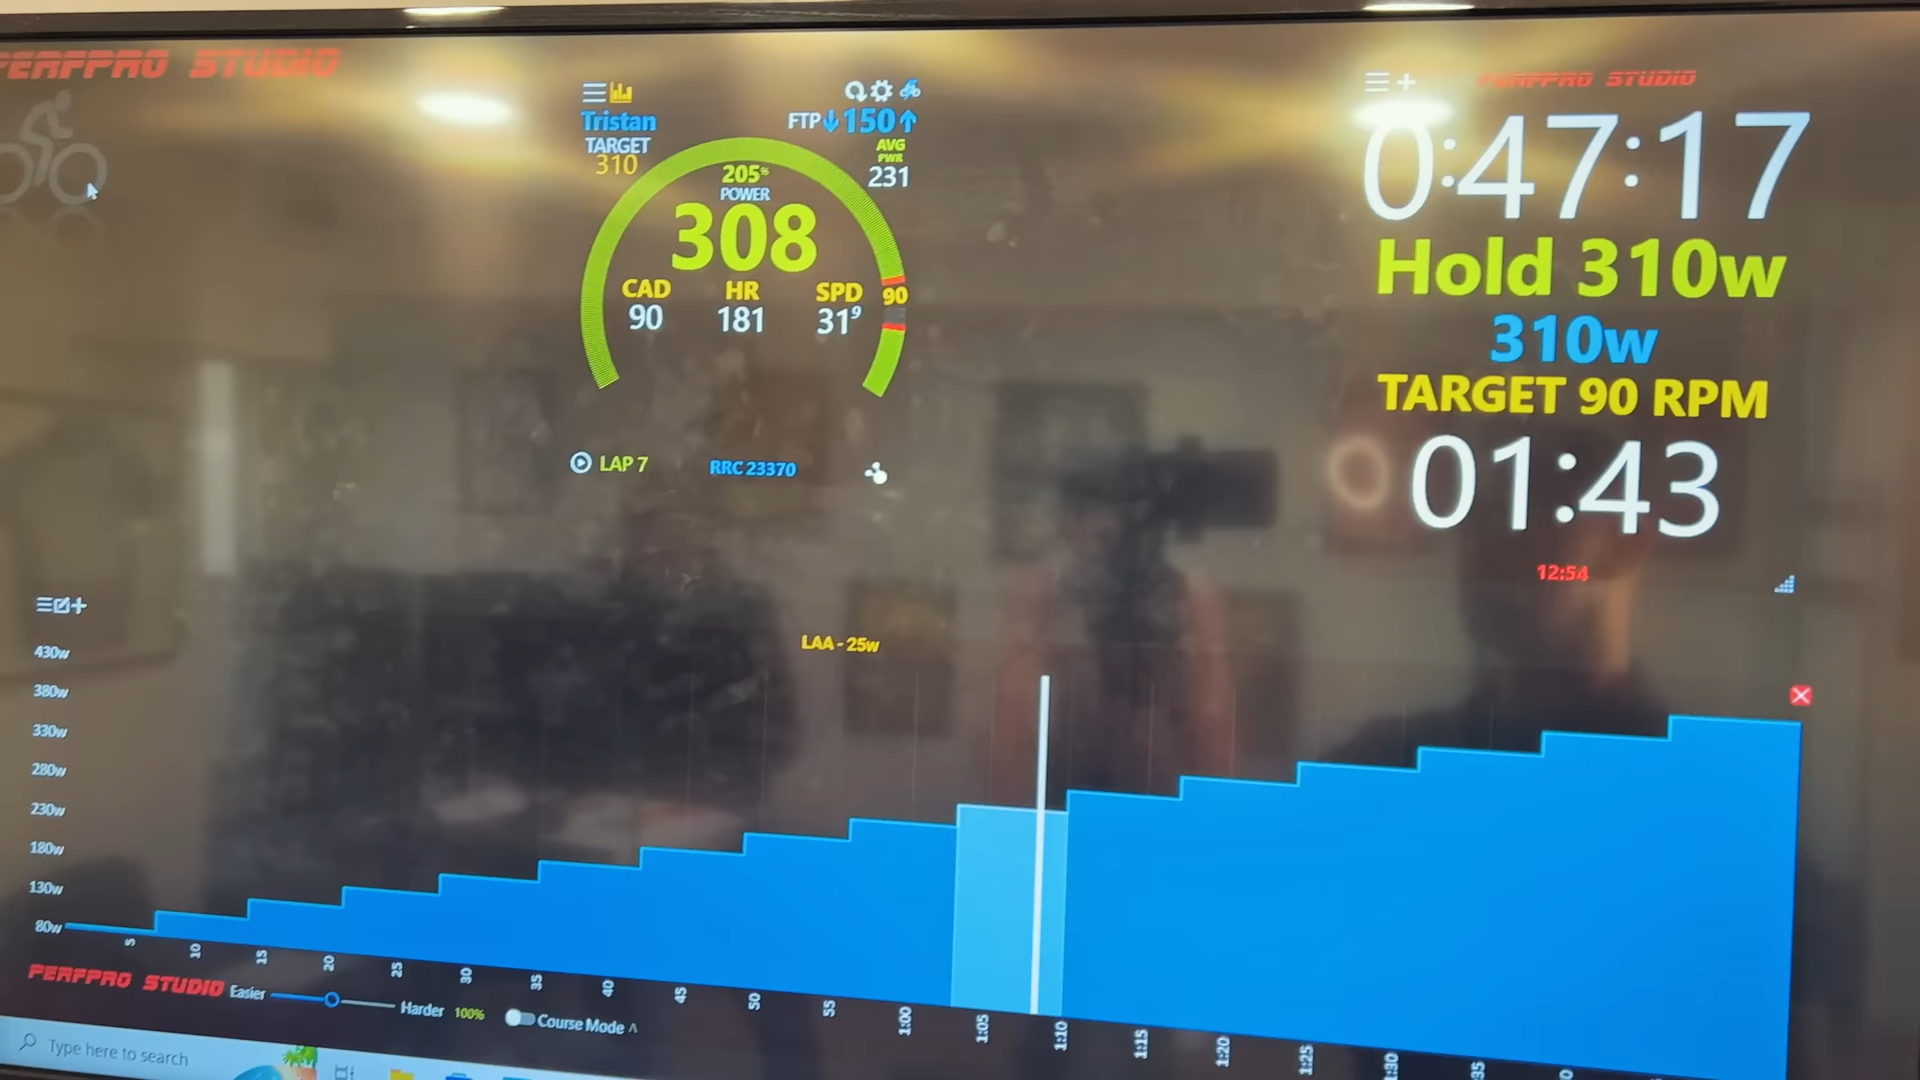 PERFPRO STUDIO
Tristan
TARGET
310
FTP 150
AVG
PWR
231
205%
POWER
308
CAD
90
HR
181
SPD
31⁹
90
LAP 7
RRC 23370
PERFPRO STUDIO
0:47:17
Hold 310w
310w
TARGET 90 RPM
01:43
12:54
LAA - 25w
430w
380w
330w
280w
230w
180w
130w
80w
5
10
15
20
25
30
35
40
45
50
55
1:00
1:05
1:10
1:15
1:20
1:25
1:30
PERFPRO STUDIO
Easier
Harder 100%
Course Mode
Type here to search